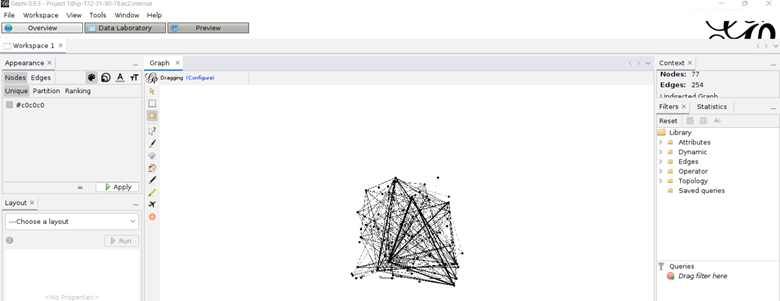 Gephi 0.9.3 - Project 1@ip-172-31-90-78.ec2.internal
File Workspace View Tools Window Help
Overview Data Laboratory Preview
Workspace 1
Appearance
Nodes Edges
Unique Partition Ranking
#c0c0c0
Apply
Layout
---Choose a layout
Run
<No Properties>
Graph
Dragging (Configure)
Context
Nodes: 77
Edges: 254
Undirected Graph
Filters Statistics
Reset
Library
Attributes
Dynamic
Edges
Operator
Topology
Saved queries
Queries
Drag filter here